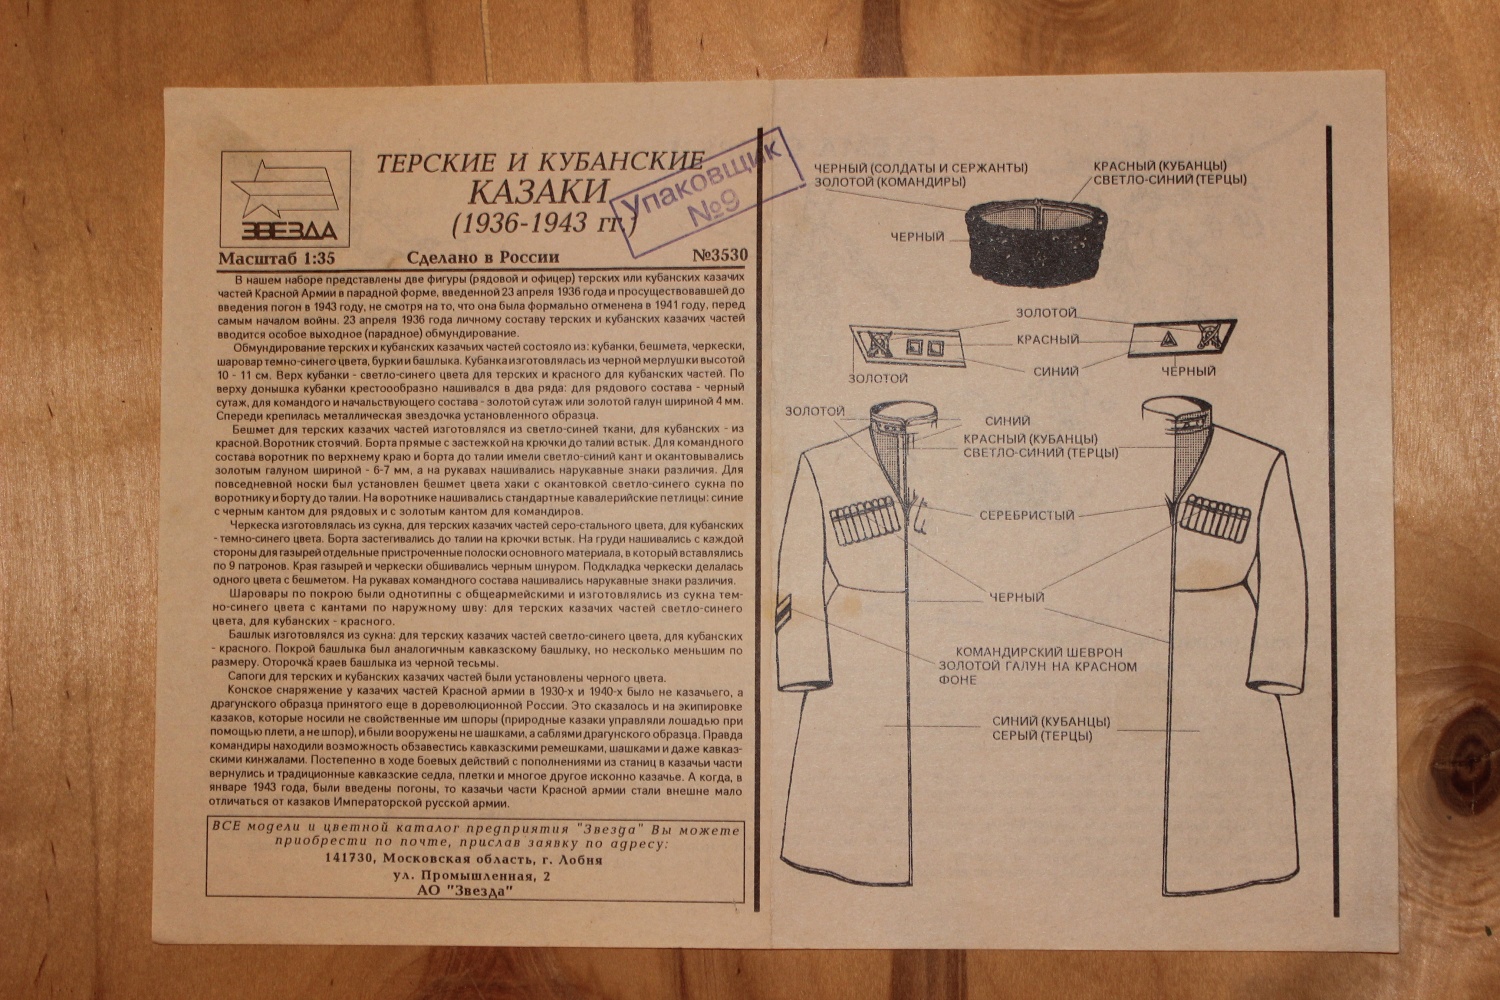 ЗВЕЗДА
ТЕРСКИЕ И КУБАНСКИЕ
КАЗАКИ
(1936-1943 гг.)
Упаковщик
№9
Масштаб 1:35 Сделано в России №3530
В нашем наборе представлены две фигуры (рядовой и офицер) терских или кубанских казачих
частей Красной Армии в парадной форме, введенной 23 апреля 1936 года и просуществовавшей до
введения погон в 1943 году, не смотря на то, что она была формально отменена в 1941 году, перед
самым началом войны. 23 апреля 1936 года личному составу терских и кубанских казачих частей
вводится особое выходное (парадное) обмундирование.
Обмундирование терских и кубанских казачьих частей состояло из: кубанки, бешмета, черкески,
шаровар темно-синего цвета, бурки и башлыка. Кубанка изготовлялась из черной мерлушки высотой
10 - 11 см. Верх кубанки - светло-синего цвета для терских и красного для кубанских частей. По
верху донышка кубанки крестоообразно нашивался в два ряда: для рядового состава - черный
сутаж, для командого и начальствующего состава - золотой сутаж или золотой галун шириной 4 мм.
Спереди крепилась металлическая звездочка установленного образца.
Бешмет для терских казачих частей изготовлялся из светло-синей ткани, для кубанских - из
красной. Воротник стоячий. Борта прямые с застежкой на крючки до талии встык. Для командного
состава воротник по верхнему краю и борта до талии имели светло-синий кант и окантовывались
золотым галуном шириной - 6-7 мм, а на рукавах нашивались нарукавные знаки различия. Для
повседневной носки был установлен бешмет цвета хаки с окантовкой светло-синего сукна по
воротнику и борту до талии. На воротнике нашивались стандартные кавалерийские петлицы: синие
с черным кантом для рядовых и с золотым кантом для командиров.
Черкеска изготовлялась из сукна, для терских казачих частей серо-стального цвета, для кубанских
- темно-синего цвета. Борта застегивались до талии на крючки встык. На груди нашивались с каждой
стороны для газырей отдельные пристроченные полоски основного материала, в который вставлялись
по 9 патронов. Края газырей и черкески обшивались черным шнуром. Подкладка черкески делалась
одного цвета с бешметом. На рукавах командного состава нашивались нарукавные знаки различия.
Шаровары по покрою были однотипны с общеармейскими и изготовлялись из сукна тем-
но-синего цвета с кантами по наружному шву: для терских казачих частей светло-синего
цвета, для кубанских - красного.
Башлык изготовлялся из сукна: для терских казачих частей светло-синего цвета, для кубанских
- красного. Покрой башлыка был аналогичным кавказскому башлыку, но несколько меньшим по
размеру. Оторочка краев башлыка из черной тесьмы.
Сапоги для терских и кубанских казачих частей были установлены черного цвета.
Конское снаряжение у казачих частей Красной армии в 1930-х и 1940-х было не казачьего, а
драгунского образца принятого еще в дореволюционной России. Это сказалось и на экипировке
казаков, которые носили не свойственные им шпоры (природные казаки управляли лошадью при
помощью плети, а не шпор), и были вооружены не шашками, а саблями драгунского образца. Правда
командиры находили возможность обзавестись кавказскими ремешками, шашками и даже кавказ-
скими кинжалами. Постепенно в ходе боевых действий с пополнениями из станиц в казачьи части
вернулись и традиционные кавказские седла, плетки и многое другое исконно казачье. А когда, в
январе 1943 года, были введены погоны, то казачьи части Красной армии стали внешне мало
отличаться от казаков Императорской русской армии.
ВСЕ модели и цветной каталог предприятия "Звезда" Вы можете
приобрести по почте, прислав заявку по адресу:
141730, Московская область, г. Лобня
ул. Промышленная, 2
АО "Звезда"
ЧЕРНЫЙ (СОЛДАТЫ И СЕРЖАНТЫ)
ЗОЛОТОЙ (КОМАНДИРЫ)
КРАСНЫЙ (КУБАНЦЫ)
СВЕТЛО-СИНИЙ (ТЕРЦЫ)
ЧЕРНЫЙ
ЗОЛОТОЙ
КРАСНЫЙ
СИНИЙ
ЗОЛОТОЙ
ЧЕРНЫЙ
ЗОЛОТОЙ
СИНИЙ
КРАСНЫЙ (КУБАНЦЫ)
СВЕТЛО-СИНИЙ (ТЕРЦЫ)
СЕРЕБРИСТЫЙ
ЧЕРНЫЙ
КОМАНДИРСКИЙ ШЕВРОН
ЗОЛОТОЙ ГАЛУН НА КРАСНОМ
ФОНЕ
СИНИЙ (КУБАНЦЫ)
СЕРЫЙ (ТЕРЦЫ)